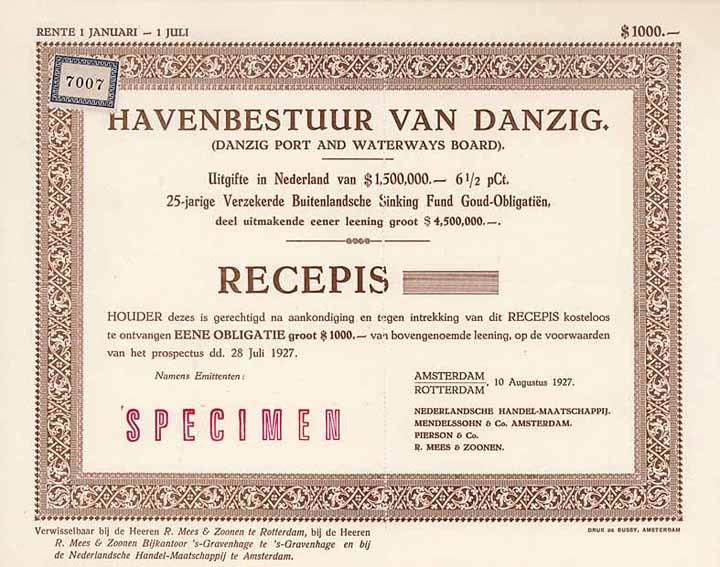 RENTE 1 JANUARI — 1 JULI
$ 1000.—
7007
HAVENBESTUUR VAN DANZIG.
(DANZIG PORT AND WATERWAYS BOARD).
Uitgifte in Nederland van $ 1,500,000.— 6 1/2 pCt.
25-jarige Verzekerde Buitenlandsche Sinking Fund Goud-Obligatiën,
deel uitmakende eener leening groot $ 4,500,000.—.
RECEPIS
HOUDER dezes is gerechtigd na aankondiging en tegen intrekking van dit RECEPIS kosteloos
te ontvangen EENE OBLIGATIE groot $ 1000.— van bovengenoemde leening, op de voorwaarden
van het prospectus dd. 28 Juli 1927.
Namens Emittenten:
AMSTERDAM
ROTTERDAM, 10 Augustus 1927.
SPECIMEN
NEDERLANDSCHE HANDEL-MAATSCHAPPIJ.
MENDELSSOHN & Co. AMSTERDAM.
PIERSON & Co.
R. MEES & ZOONEN.
Verwisselbaar bij de Heeren R. Mees & Zoonen te Rotterdam, bij de Heeren
R. Mees & Zoonen Bijkantoor 's-Gravenhage te 's-Gravenhage en bij
de Nederlandsche Handel-Maatschappij te Amsterdam.
DRUK DE BUSSY, AMSTERDAM